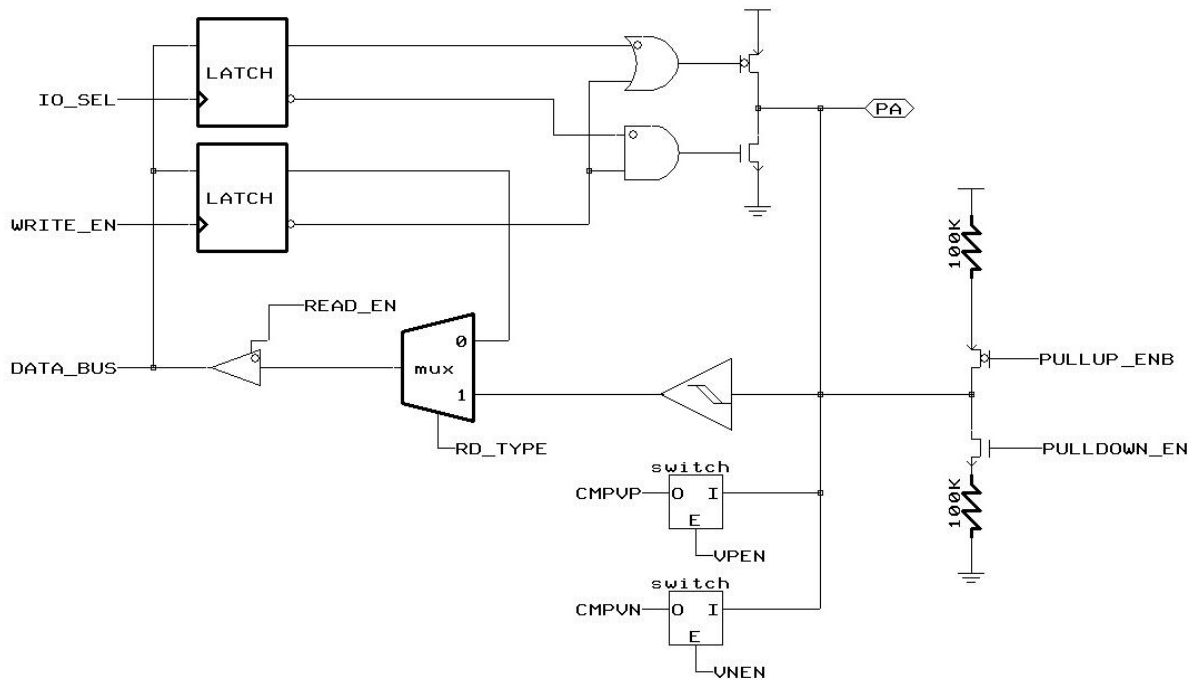 LATCH
IO_SEL
PA
LATCH
WRITE_EN
100K
READ_EN
0
DATA_BUS
mux
PULLUP_ENB
1
RD_TYPE
PULLDOWN_EN
switch
CMPVP
O I
E
100K
VPEN
switch
CMPVN
O I
E
VNEN